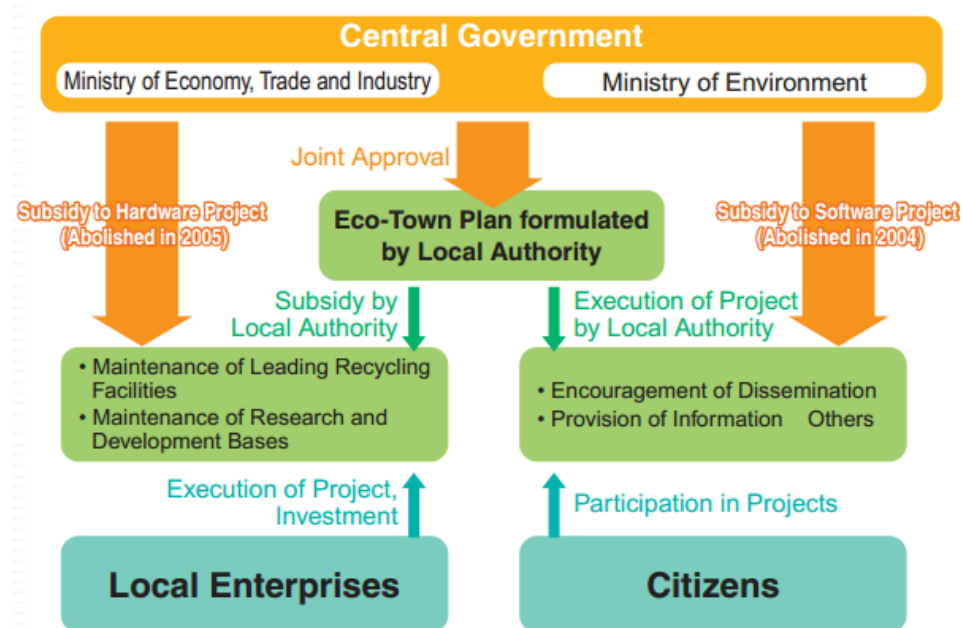 Central Government
Ministry of Economy, Trade and Industry
Ministry of Environment
Joint Approval
Subsidy to Hardware Project
(Abolished in 2005)
Eco-Town Plan formulated
by Local Authority
Subsidy to Software Project
(Abolished in 2004)
Subsidy by
Local Authority
Execution of Project
by Local Authority
• Maintenance of Leading Recycling
Facilities
• Maintenance of Research and
Development Bases
• Encouragement of Dissemination
• Provision of Information Others
Execution of Project,
Investment
Participation in Projects
Local Enterprises
Citizens